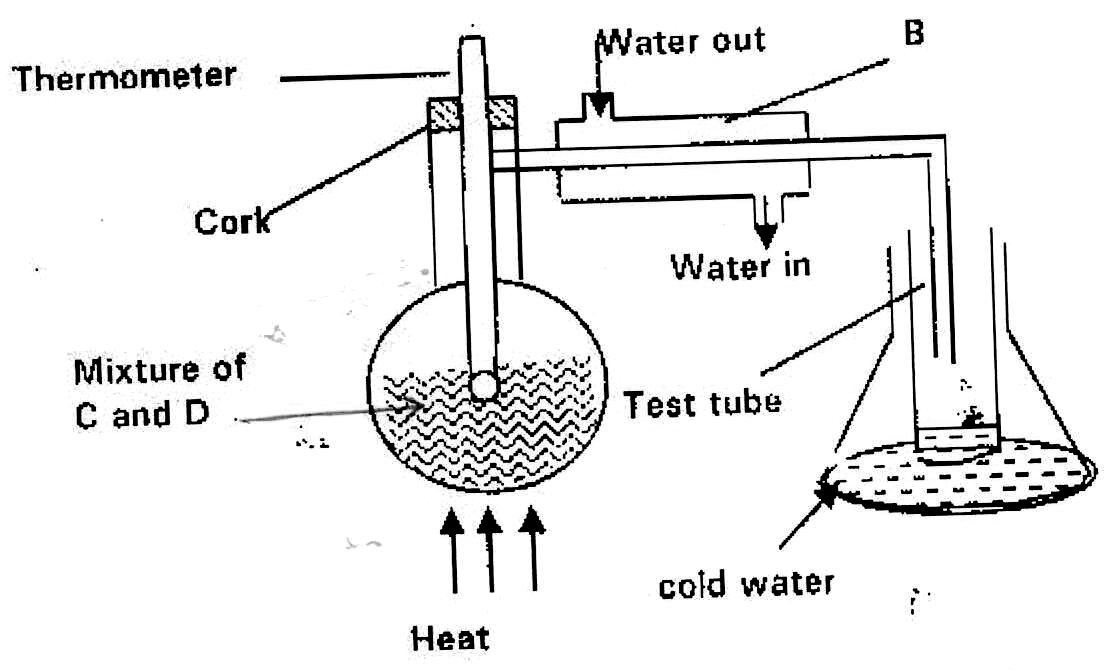 Water out
B
Thermometer
Cork
Water in
Mixture of
C and D
Test tube
cold water
Heat